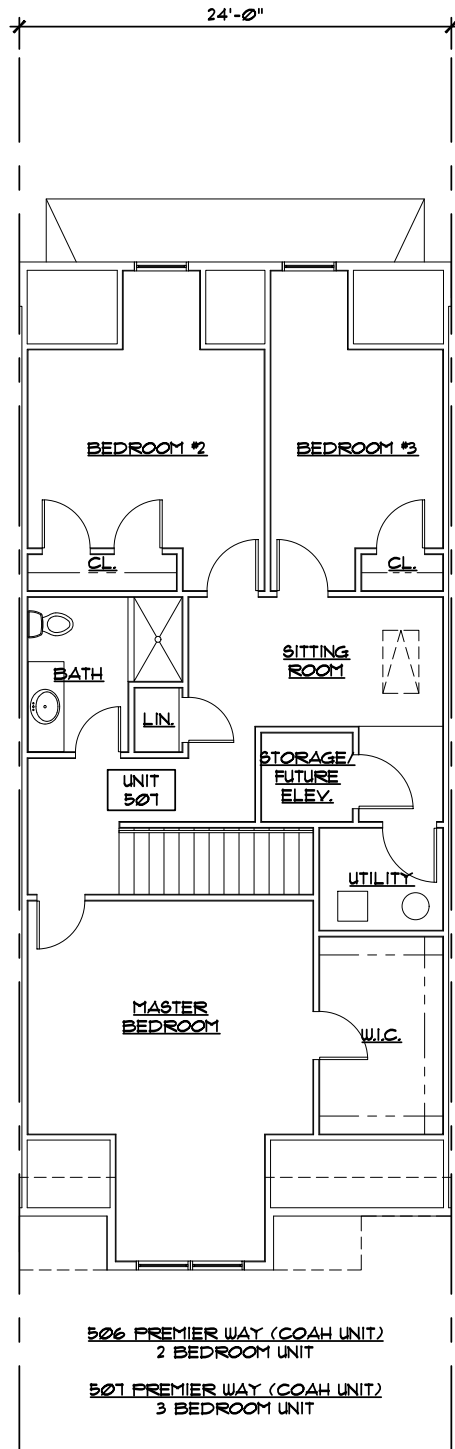 24'-0"
BEDROOM #2
BEDROOM #3
CL.
CL.
BATH
SITTING
ROOM
LIN.
STORAGE/
FUTURE
ELEV.
UNIT
507
UTILITY
MASTER
BEDROOM
W.I.C.
506 PREMIER WAY (COAH UNIT)
2 BEDROOM UNIT
507 PREMIER WAY (COAH UNIT)
3 BEDROOM UNIT